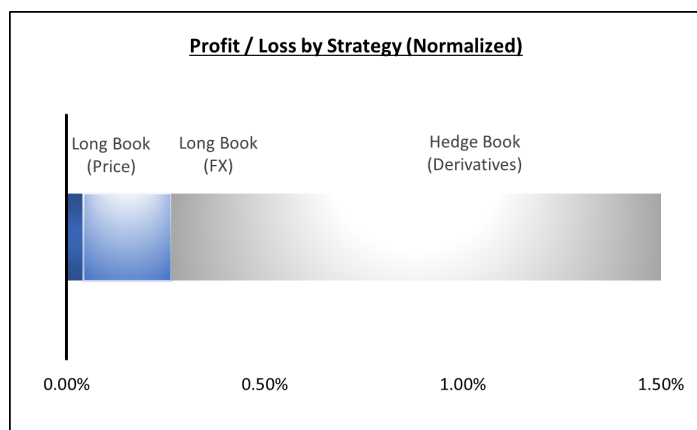 Profit / Loss by Strategy (Normalized)
Long Book
(Price)
Long Book
(FX)
Hedge Book
(Derivatives)
0.00% 0.50% 1.00% 1.50%